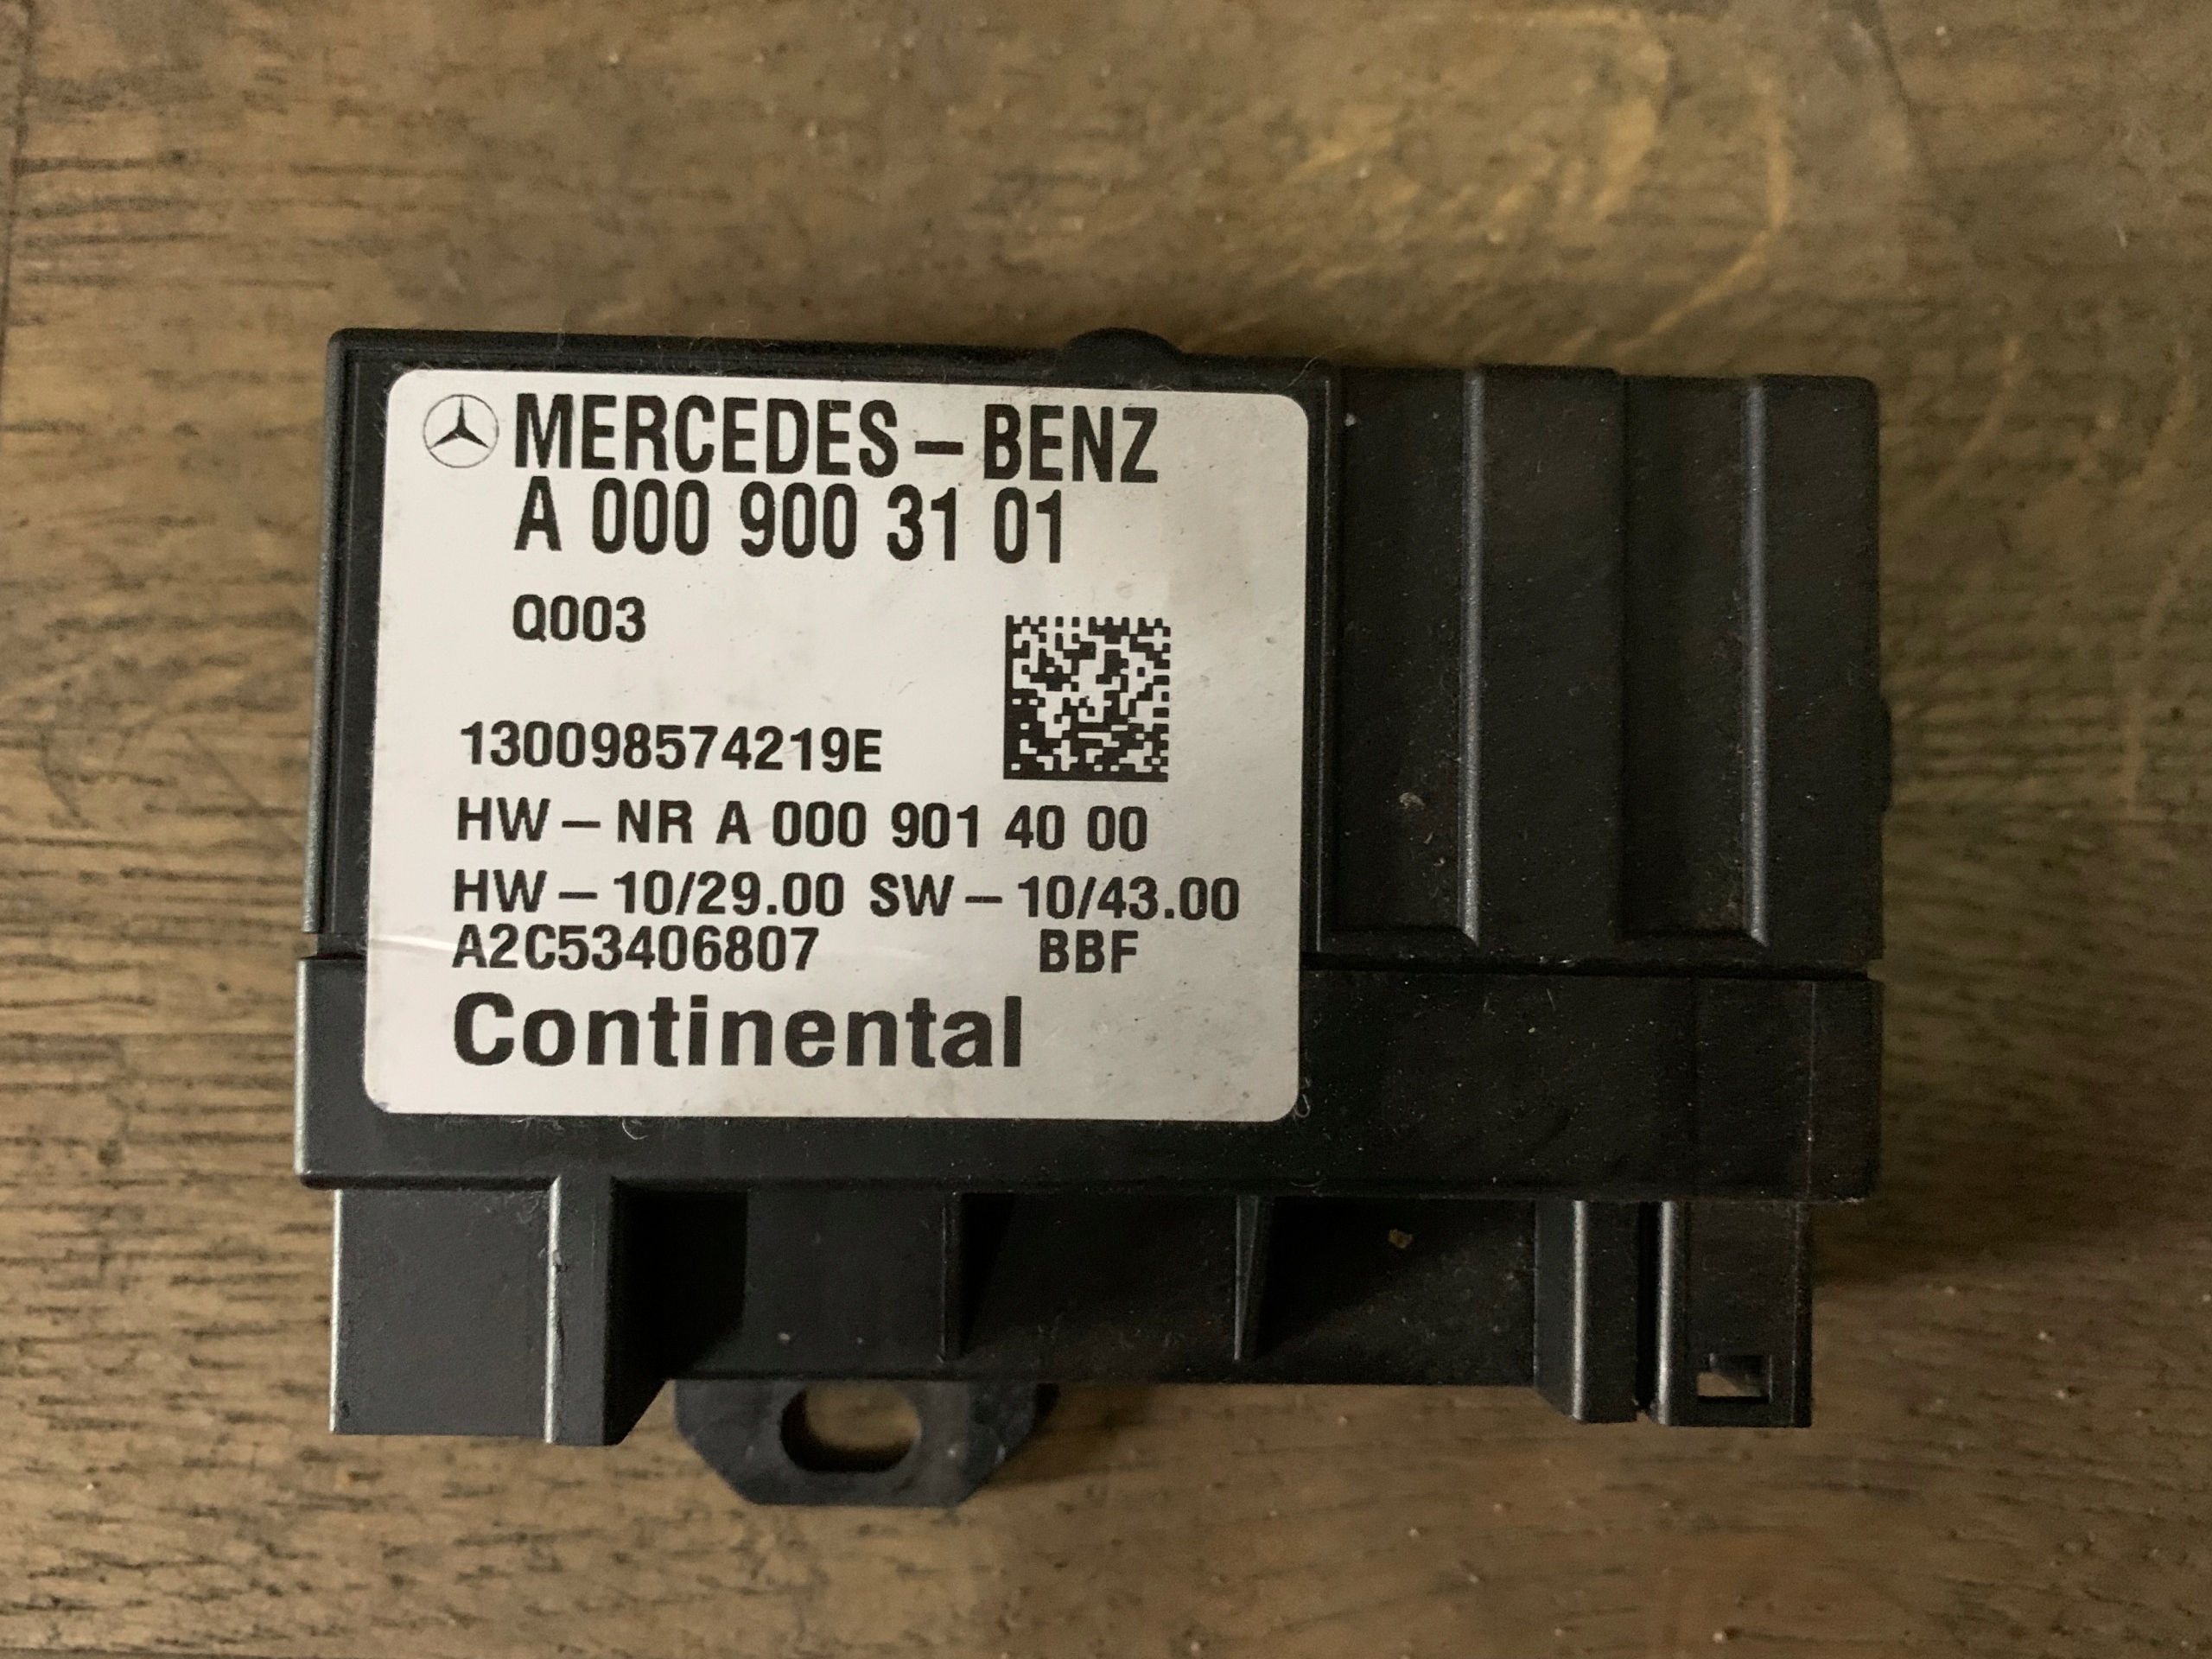 MERCEDES-BENZ
A 000 900 31 01
Q003
130098574219E
HW-NR A 000 901 40 00
HW-10/29.00 SW-10/43.00
A2C53406807 BBF
Continental